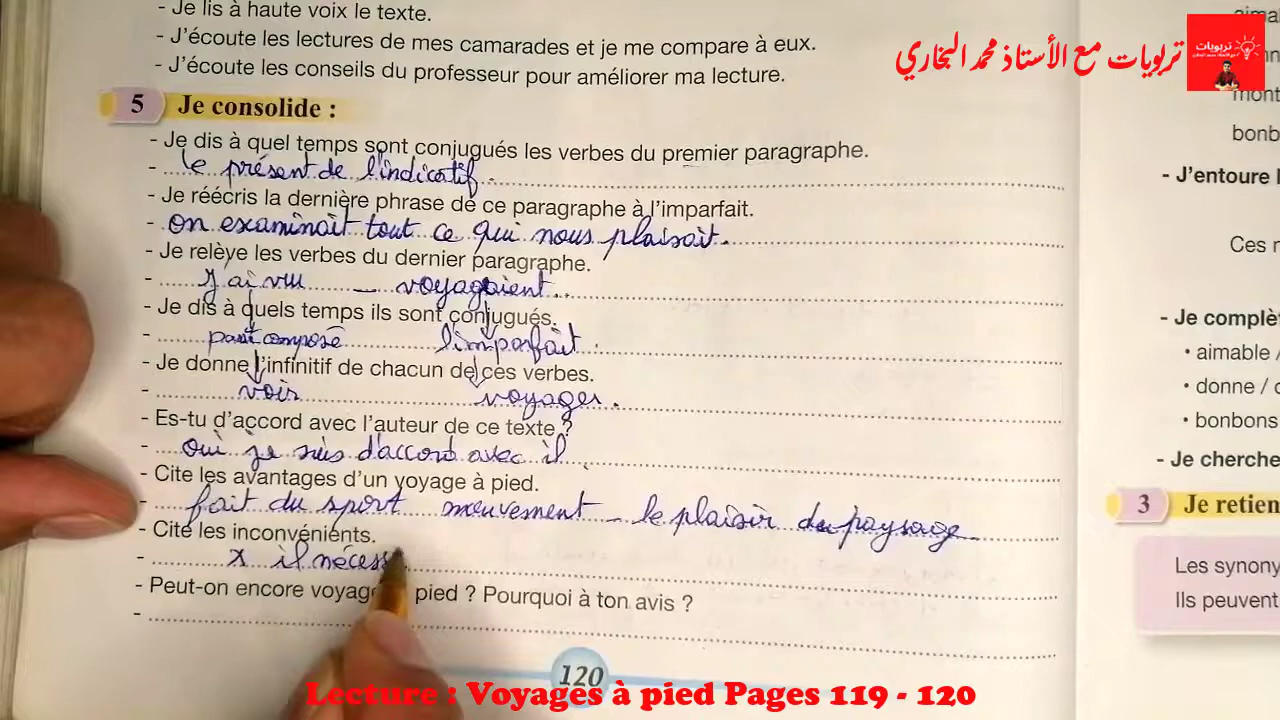 - Je lis à haute voix le texte.
- J'écoute les lectures de mes camarades et je me compare à eux.
- J'écoute les conseils du professeur pour améliorer ma lecture.
5 Je consolide :
- Je dis à quel temps sont conjugués les verbes du premier paragraphe.
- le présent de l'indicatif.
- Je réécris la dernière phrase de ce paragraphe à l'imparfait.
- on examinait tout ce qui nous plaisait.
- Je relève les verbes du dernier paragraphe.
- J'ai vu _ voyageaient
- Je dis à quels temps ils sont conjugués.
- passé composé l'imparfait
- Je donne l'infinitif de chacun de ces verbes.
- voir voyager.
- Es-tu d'accord avec l'auteur de ce texte ?
- oui je suis d'accord avec il
- Cite les avantages d'un voyage à pied.
- fait du sport mouvement _ le plaisir du paysage
- Cite les inconvénients.
- x il nécess
- Peut-on encore voyage pied ? Pourquoi à ton avis ?
-
120
تربويات مع الأستاذ محمد البخاري
تربويات
mont
bonb
- J'entoure l
Ces
- Je complè
• aimable /
• donne /
• bonbons
- Je cherche
3 Je retien
Les synony
Ils peuvent
Lecture : Voyages à pied Pages 119 - 120